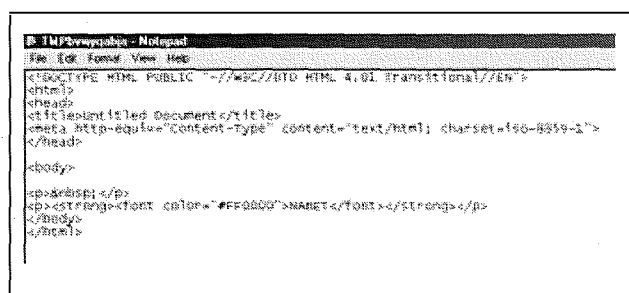 - Notepad
File Edit Format View Help
<!DOCTYPE HTML PUBLIC "-//W3C//DTD HTML 4.01 Transitional//EN">
<html>
<head>
<title>Untitled Document</title>
<meta http-equiv="Content-Type" content="text/html; charset=iso-8859-1">
</head>
<body>
<p>&nbsp;</p>
<p><strong><font color="#FF0000">NANET</font></strong></p>
</body>
</html>